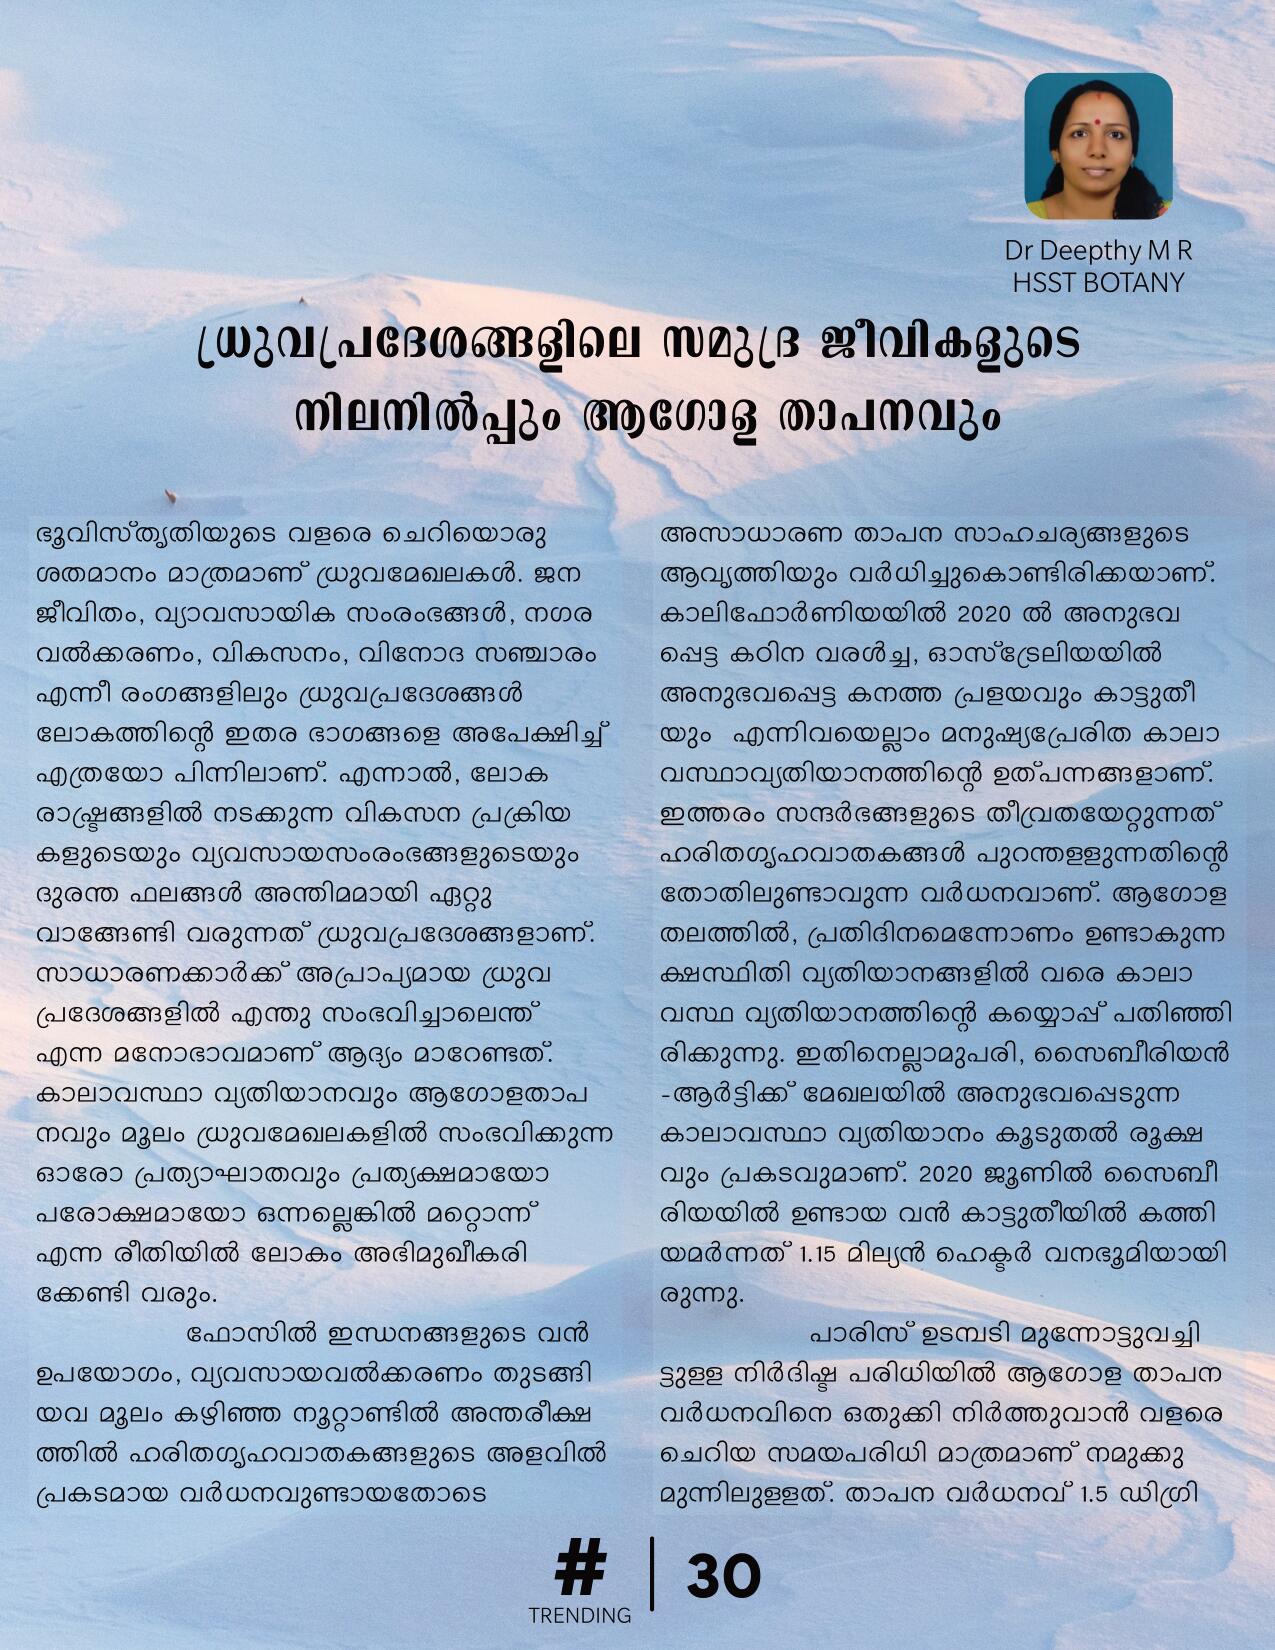 Dr Deepthy M R
HSST BOTANY
ധ്രുവപ്രദേശങ്ങളിലെ സമുദ്ര ജീവികളുടെ
നിലനിൽപ്പും ആഗോള താപനവും
ഭൂവിസ്തൃതിയുടെ വളരെ ചെറിയൊരു
ശതമാനം മാത്രമാണ് ധ്രുവമേഖലകൾ. ജന
ജീവിതം, വ്യാവസായിക സംരംഭങ്ങൾ, നഗര
വൽക്കരണം, വികസനം, വിനോദ സഞ്ചാരം
എന്നീ രംഗങ്ങളിലും ധ്രുവപ്രദേശങ്ങൾ
ലോകത്തിന്റെ ഇതര ഭാഗങ്ങളെ അപേക്ഷിച്ച്
എത്രയോ പിന്നിലാണ്. എന്നാൽ, ലോക
രാഷ്ട്രങ്ങളിൽ നടക്കുന്ന വികസന പ്രക്രിയ
കളുടെയും വ്യവസായസംരംഭങ്ങളുടെയും
ദുരന്ത ഫലങ്ങൾ അന്തിമമായി ഏറ്റു
വാങ്ങേണ്ടി വരുന്നത് ധ്രുവപ്രദേശങ്ങളാണ്.
സാധാരണക്കാർക്ക് അപ്രാപ്യമായ ധ്രുവ
പ്രദേശങ്ങളിൽ എന്തു സംഭവിച്ചാലെന്ത്
എന്ന മനോഭാവമാണ് ആദ്യം മാറേണ്ടത്.
കാലാവസ്ഥാ വ്യതിയാനവും ആഗോളതാപ
നവും മൂലം ധ്രുവമേഖലകളിൽ സംഭവിക്കുന്ന
ഓരോ പ്രത്യാഘാതവും പ്രത്യക്ഷമായോ
പരോക്ഷമായോ ഒന്നല്ലെങ്കിൽ മറ്റൊന്ന്
എന്ന രീതിയിൽ ലോകം അഭിമുഖീകരി
ക്കേണ്ടി വരും.
ഫോസിൽ ഇന്ധനങ്ങളുടെ വൻ
ഉപയോഗം, വ്യവസായവൽക്കരണം തുടങ്ങി
യവ മൂലം കഴിഞ്ഞ നൂറ്റാണ്ടിൽ അന്തരീക്ഷ
ത്തിൽ ഹരിതഗൃഹവാതകങ്ങളുടെ അളവിൽ
പ്രകടമായ വർധനവുണ്ടായതോടെ
അസാധാരണ താപന സാഹചര്യങ്ങളുടെ
ആവൃത്തിയും വർധിച്ചുകൊണ്ടിരിക്കയാണ്.
കാലിഫോർണിയയിൽ 2020 ൽ അനുഭവ
പ്പെട്ട കഠിന വരൾച്ച, ഓസ്ട്രേലിയയിൽ
അനുഭവപ്പെട്ട കനത്ത പ്രളയവും കാട്ടുതീ
യും എന്നിവയെല്ലാം മനുഷ്യപ്രേരിത കാലാ
വസ്ഥാവ്യതിയാനത്തിന്റെ ഉത്പന്നങ്ങളാണ്.
ഇത്തരം സന്ദർഭങ്ങളുടെ തീവ്രതയേറ്റുന്നത്
ഹരിതഗൃഹവാതകങ്ങൾ പുറന്തളളുന്നതിന്റെ
തോതിലുണ്ടാവുന്ന വർധനവാണ്. ആഗോള
തലത്തിൽ, പ്രതിദിനമെന്നോണം ഉണ്ടാകുന്ന
ക്ഷസ്ഥിതി വ്യതിയാനങ്ങളിൽ വരെ കാലാ
വസ്ഥ വ്യതിയാനത്തിന്റെ കയ്യൊപ്പ് പതിഞ്ഞി
രിക്കുന്നു. ഇതിനെല്ലാമുപരി, സൈബീരിയൻ
-ആർട്ടിക്ക് മേഖലയിൽ അനുഭവപ്പെടുന്ന
കാലാവസ്ഥാ വ്യതിയാനം കൂടുതൽ രൂക്ഷ
വും പ്രകടവുമാണ്. 2020 ജൂണിൽ സൈബീ
രിയയിൽ ഉണ്ടായ വൻ കാട്ടുതീയിൽ കത്തി
യമർന്നത് 1.15 മില്യൻ ഹെക്ടർ വനഭൂമിയായി
രുന്നു.
പാരിസ് ഉടമ്പടി മുന്നോട്ടുവച്ചി
ട്ടുളള നിർദിഷ്ട പരിധിയിൽ ആഗോള താപന
വർധനവിനെ ഒതുക്കി നിർത്തുവാൻ വളരെ
ചെറിയ സമയപരിധി മാത്രമാണ് നമുക്കു
മുന്നിലുളളത്. താപന വർധനവ് 1.5 ഡിഗ്രി
# | 30
TRENDING